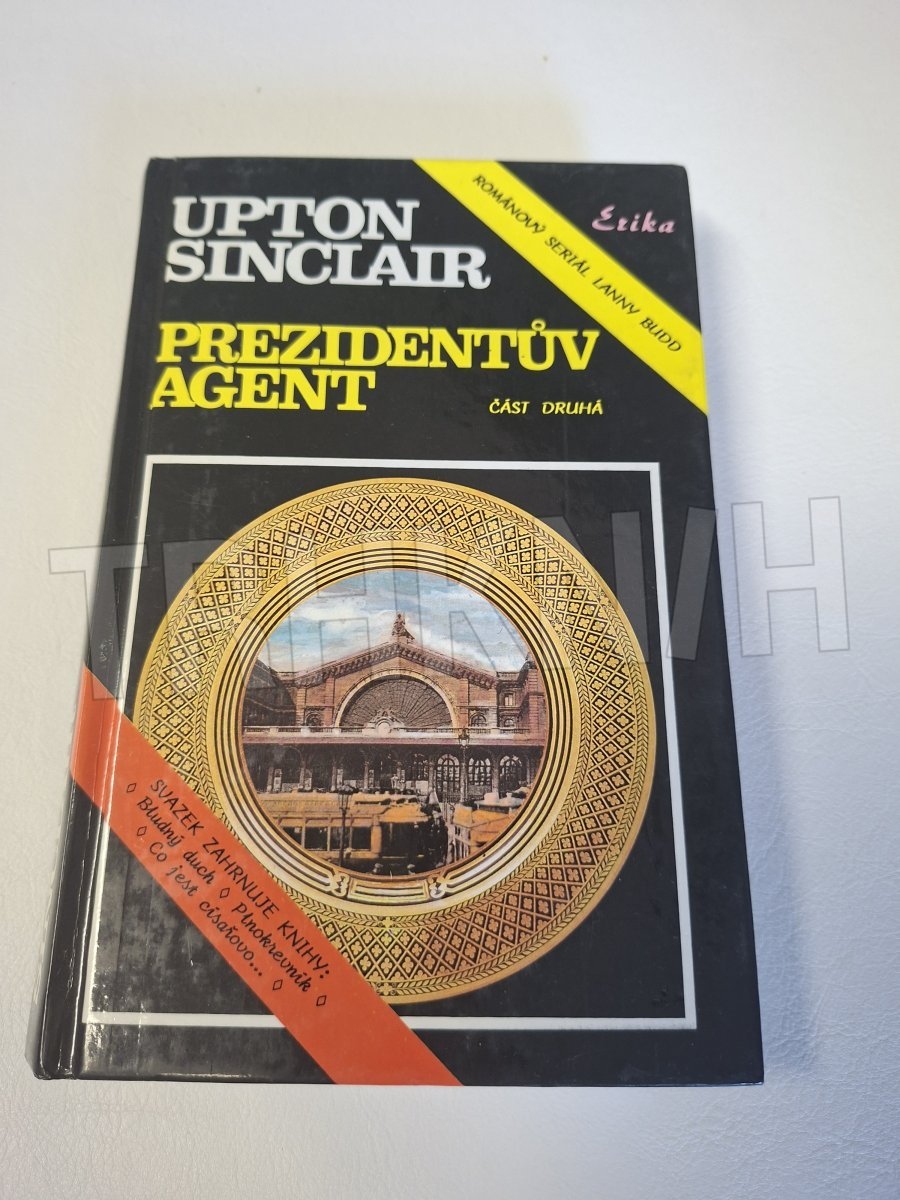 UPTON
SINCLAIR
ROMÁNOVÝ SERIÁL LANNY BUDD
Erika
PREZIDENTŮV
AGENT
ČÁST DRUHÁ
SVAZEK ZAHRNUJE KNIHY:
◊ Bludný duch ◊ Plnokrevník ◊
◊ Co jest císařovo... ◊